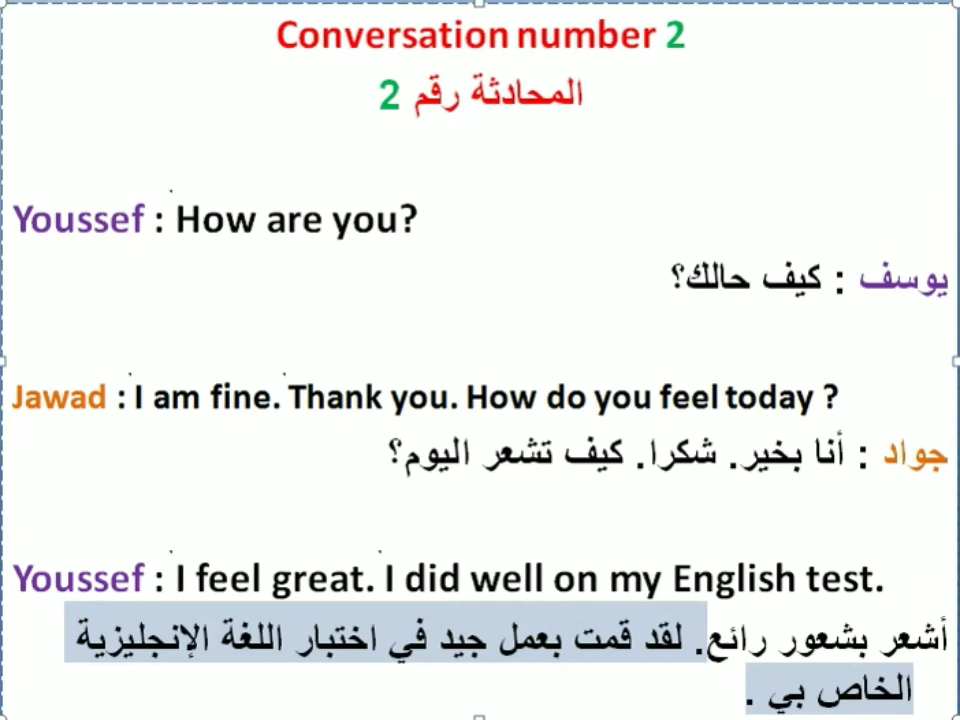 Conversation number 2
المحادثة رقم 2
Youssef : How are you?
يوسف : كيف حالك؟
Jawad : I am fine. Thank you. How do you feel today ?
جواد : أنا بخير. شكرا. كيف تشعر اليوم؟
Youssef : I feel great. I did well on my English test.
أشعر بشعور رائع. لقد قمت بعمل جيد في اختبار اللغة الإنجليزية
الخاص بي .